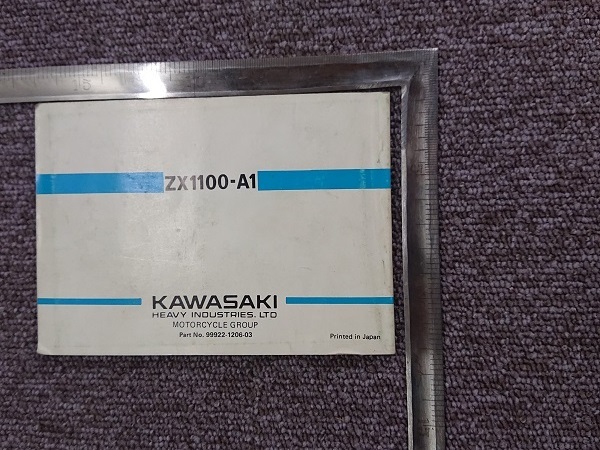 ZX1100-A1
KAWASAKI
HEAVY INDUSTRIES. LTD
MOTORCYCLE GROUP
Part No. 99922-1206-03
Printed in Japan